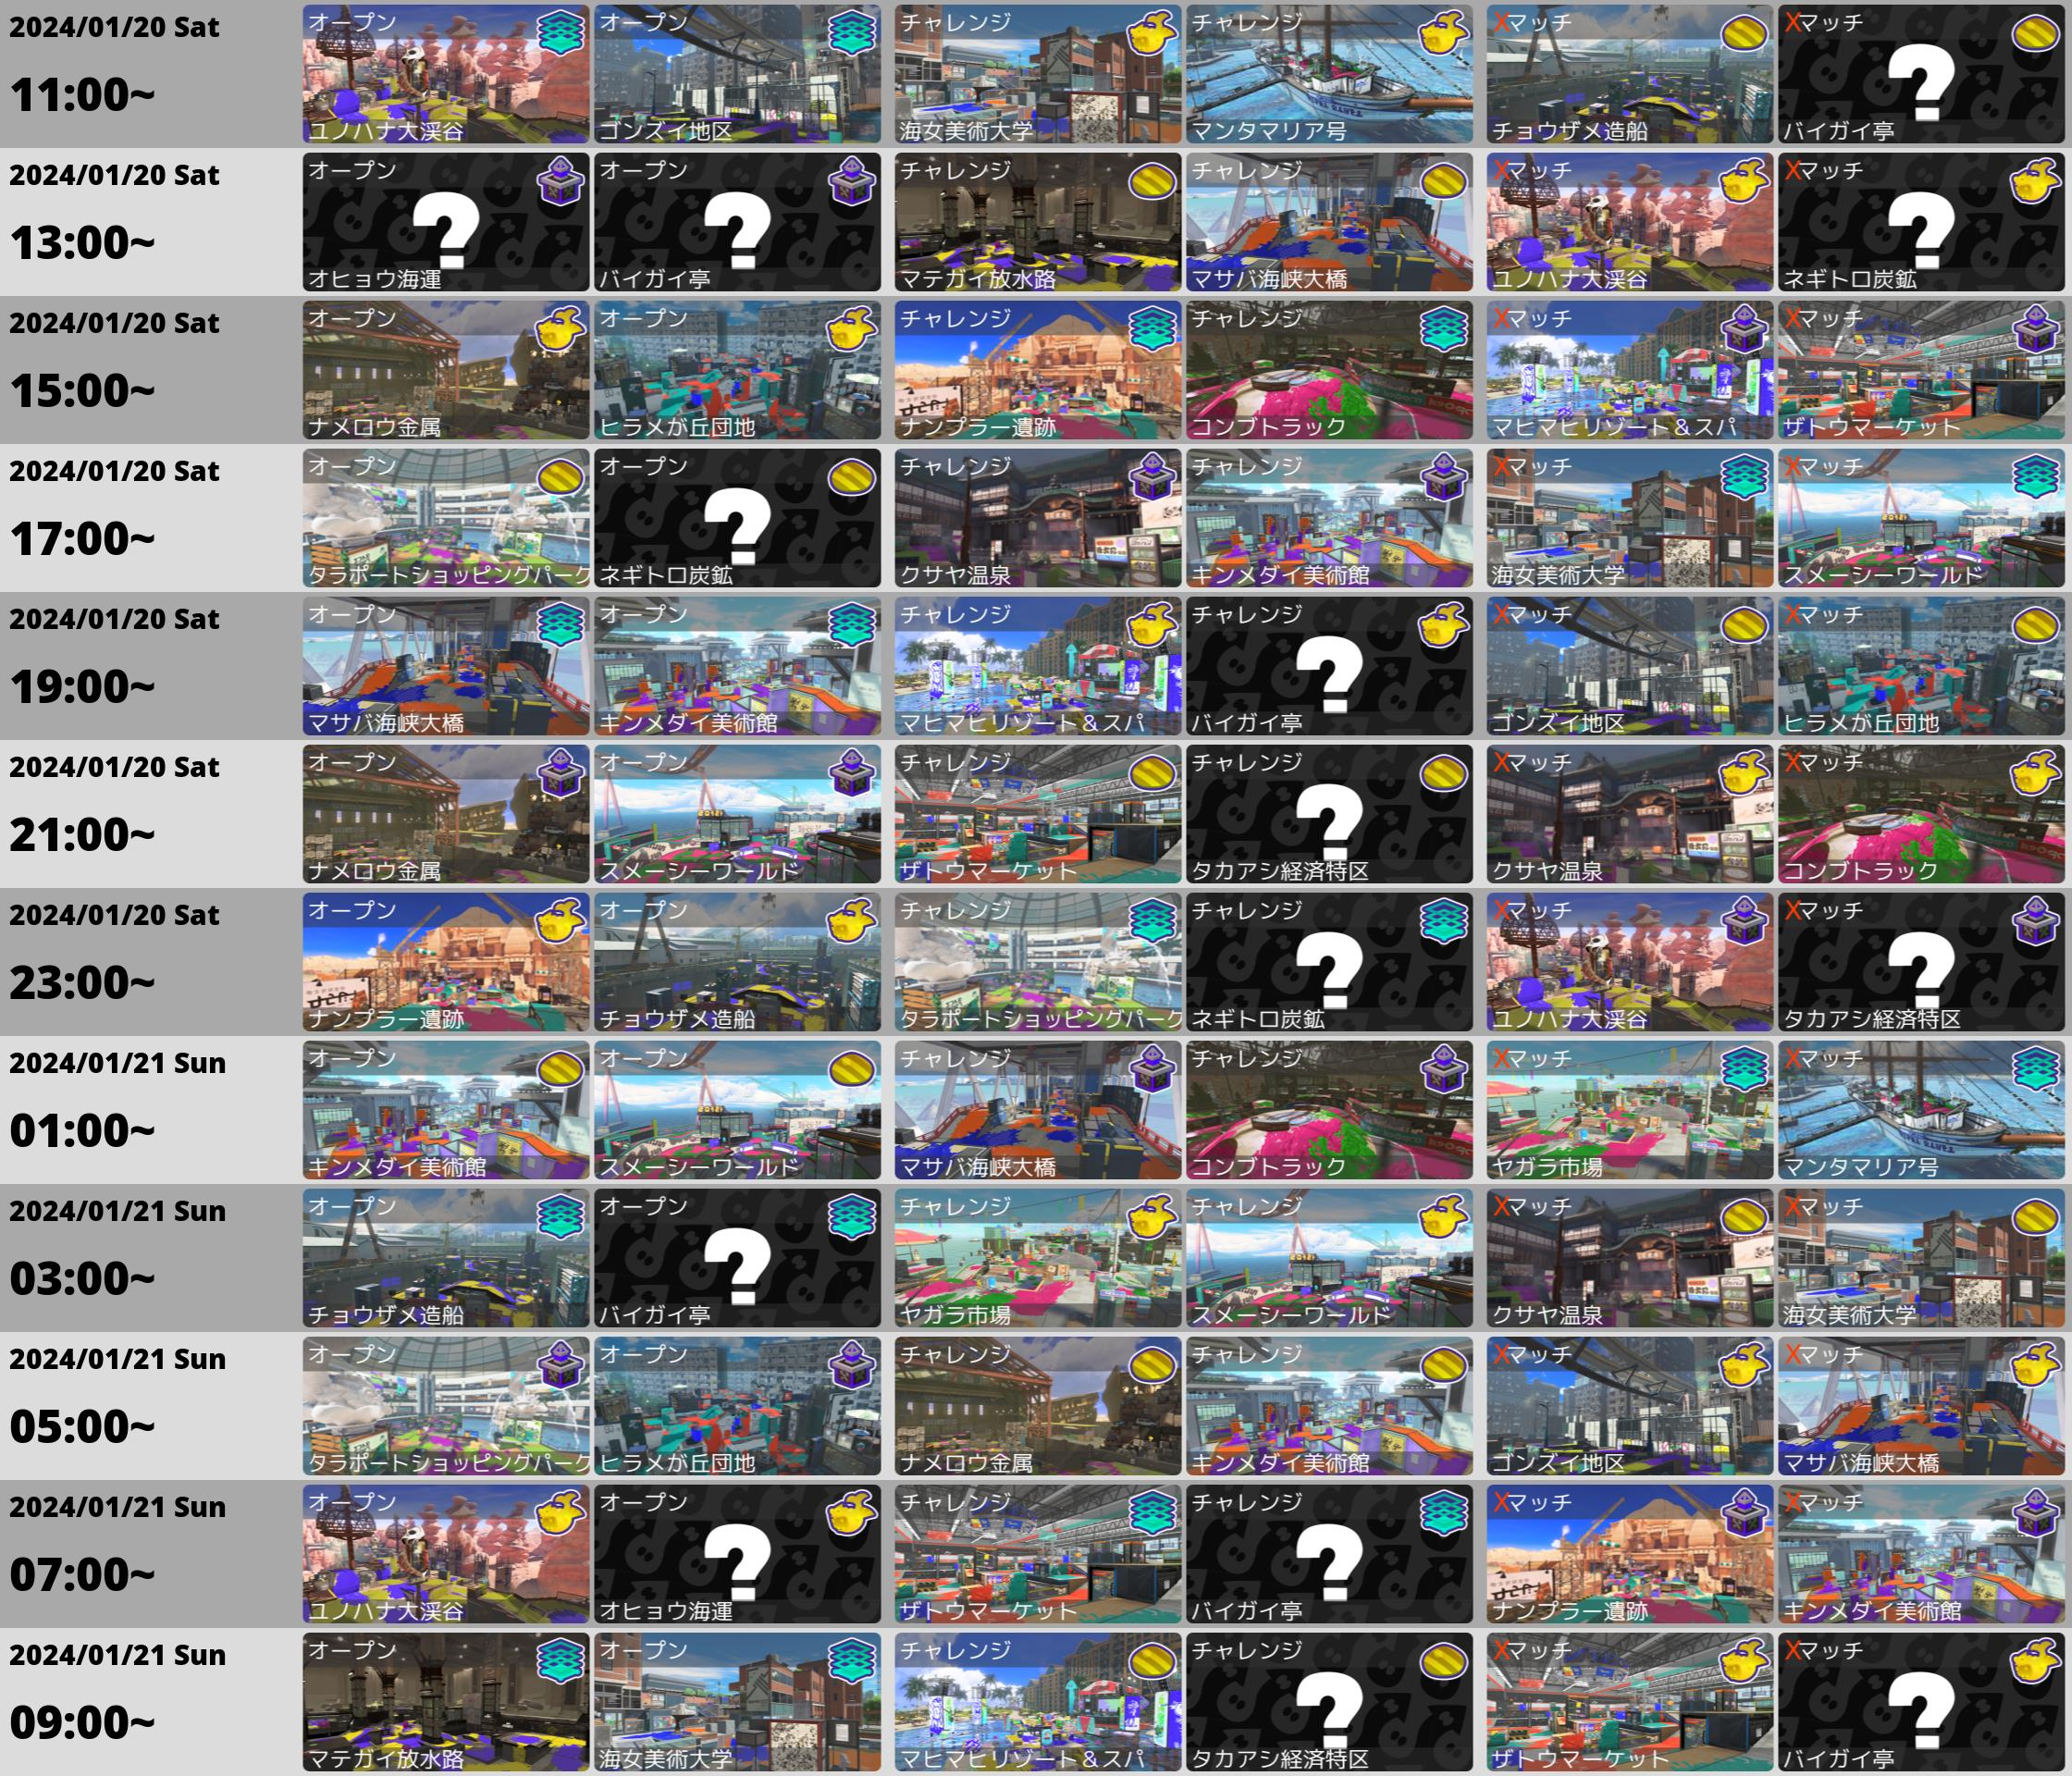 2024/01/20 Sat
11:00~
オープン
ユノハナ大渓谷
オープン
ゴンズイ地区
チャレンジ
海女美術大学
チャレンジ
マンタマリア号
Xマッチ
チョウザメ造船
Xマッチ
バイガイ亭
2024/01/20 Sat
13:00~
オープン
オヒョウ海運
オープン
バイガイ亭
チャレンジ
マテガイ放水路
チャレンジ
マサバ海峡大橋
Xマッチ
ユノハナ大渓谷
Xマッチ
ネギトロ炭鉱
2024/01/20 Sat
15:00~
オープン
ナメロウ金属
オープン
ヒラメが丘団地
チャレンジ
ナンプラー遺跡
チャレンジ
コンブトラック
Xマッチ
マヒマヒリゾート＆スパ
Xマッチ
ザトウマーケット
2024/01/20 Sat
17:00~
オープン
タラポートショッピングパーク
オープン
ネギトロ炭鉱
チャレンジ
クサヤ温泉
チャレンジ
キンメダイ美術館
Xマッチ
海女美術大学
Xマッチ
スメーシーワールド
2024/01/20 Sat
19:00~
オープン
マサバ海峡大橋
オープン
キンメダイ美術館
チャレンジ
マヒマヒリゾート＆スパ
チャレンジ
バイガイ亭
Xマッチ
ゴンズイ地区
Xマッチ
ヒラメが丘団地
2024/01/20 Sat
21:00~
オープン
ナメロウ金属
オープン
スメーシーワールド
チャレンジ
ザトウマーケット
チャレンジ
タカアシ経済特区
Xマッチ
クサヤ温泉
Xマッチ
コンブトラック
2024/01/20 Sat
23:00~
オープン
ナンプラー遺跡
オープン
チョウザメ造船
チャレンジ
タラポートショッピングパーク
チャレンジ
ネギトロ炭鉱
Xマッチ
ユノハナ大渓谷
Xマッチ
タカアシ経済特区
2024/01/21 Sun
01:00~
オープン
キンメダイ美術館
オープン
スメーシーワールド
チャレンジ
マサバ海峡大橋
チャレンジ
コンブトラック
Xマッチ
ヤガラ市場
Xマッチ
マンタマリア号
2024/01/21 Sun
03:00~
オープン
チョウザメ造船
オープン
バイガイ亭
チャレンジ
ヤガラ市場
チャレンジ
スメーシーワールド
Xマッチ
クサヤ温泉
Xマッチ
海女美術大学
2024/01/21 Sun
05:00~
オープン
タラポートショッピングパーク
オープン
ヒラメが丘団地
チャレンジ
ナメロウ金属
チャレンジ
キンメダイ美術館
Xマッチ
ゴンズイ地区
Xマッチ
マサバ海峡大橋
2024/01/21 Sun
07:00~
オープン
ユノハナ大渓谷
オープン
オヒョウ海運
チャレンジ
ザトウマーケット
チャレンジ
バイガイ亭
Xマッチ
ナンプラー遺跡
Xマッチ
キンメダイ美術館
2024/01/21 Sun
09:00~
オープン
マテガイ放水路
オープン
海女美術大学
チャレンジ
マヒマヒリゾート＆スパ
チャレンジ
タカアシ経済特区
Xマッチ
ザトウマーケット
Xマッチ
バイガイ亭